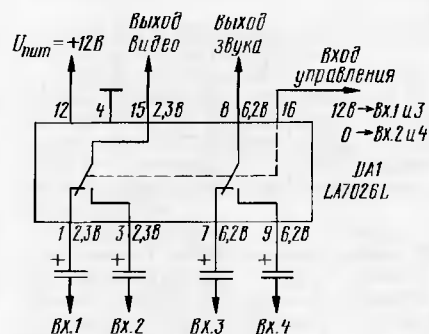 Uпит=+12В
Выход видео
Выход звука
Вход управления
12 4 15 2,3В 8 6,2В 16
12В → Вх.1 и 3
0 → Вх.2 и 4
DA1
LA7026L
1 2,3В 3 2,3В 7 6,2В 9 6,2В
+ + + +
Вх.1 Вх.2 Вх.3 Вх.4